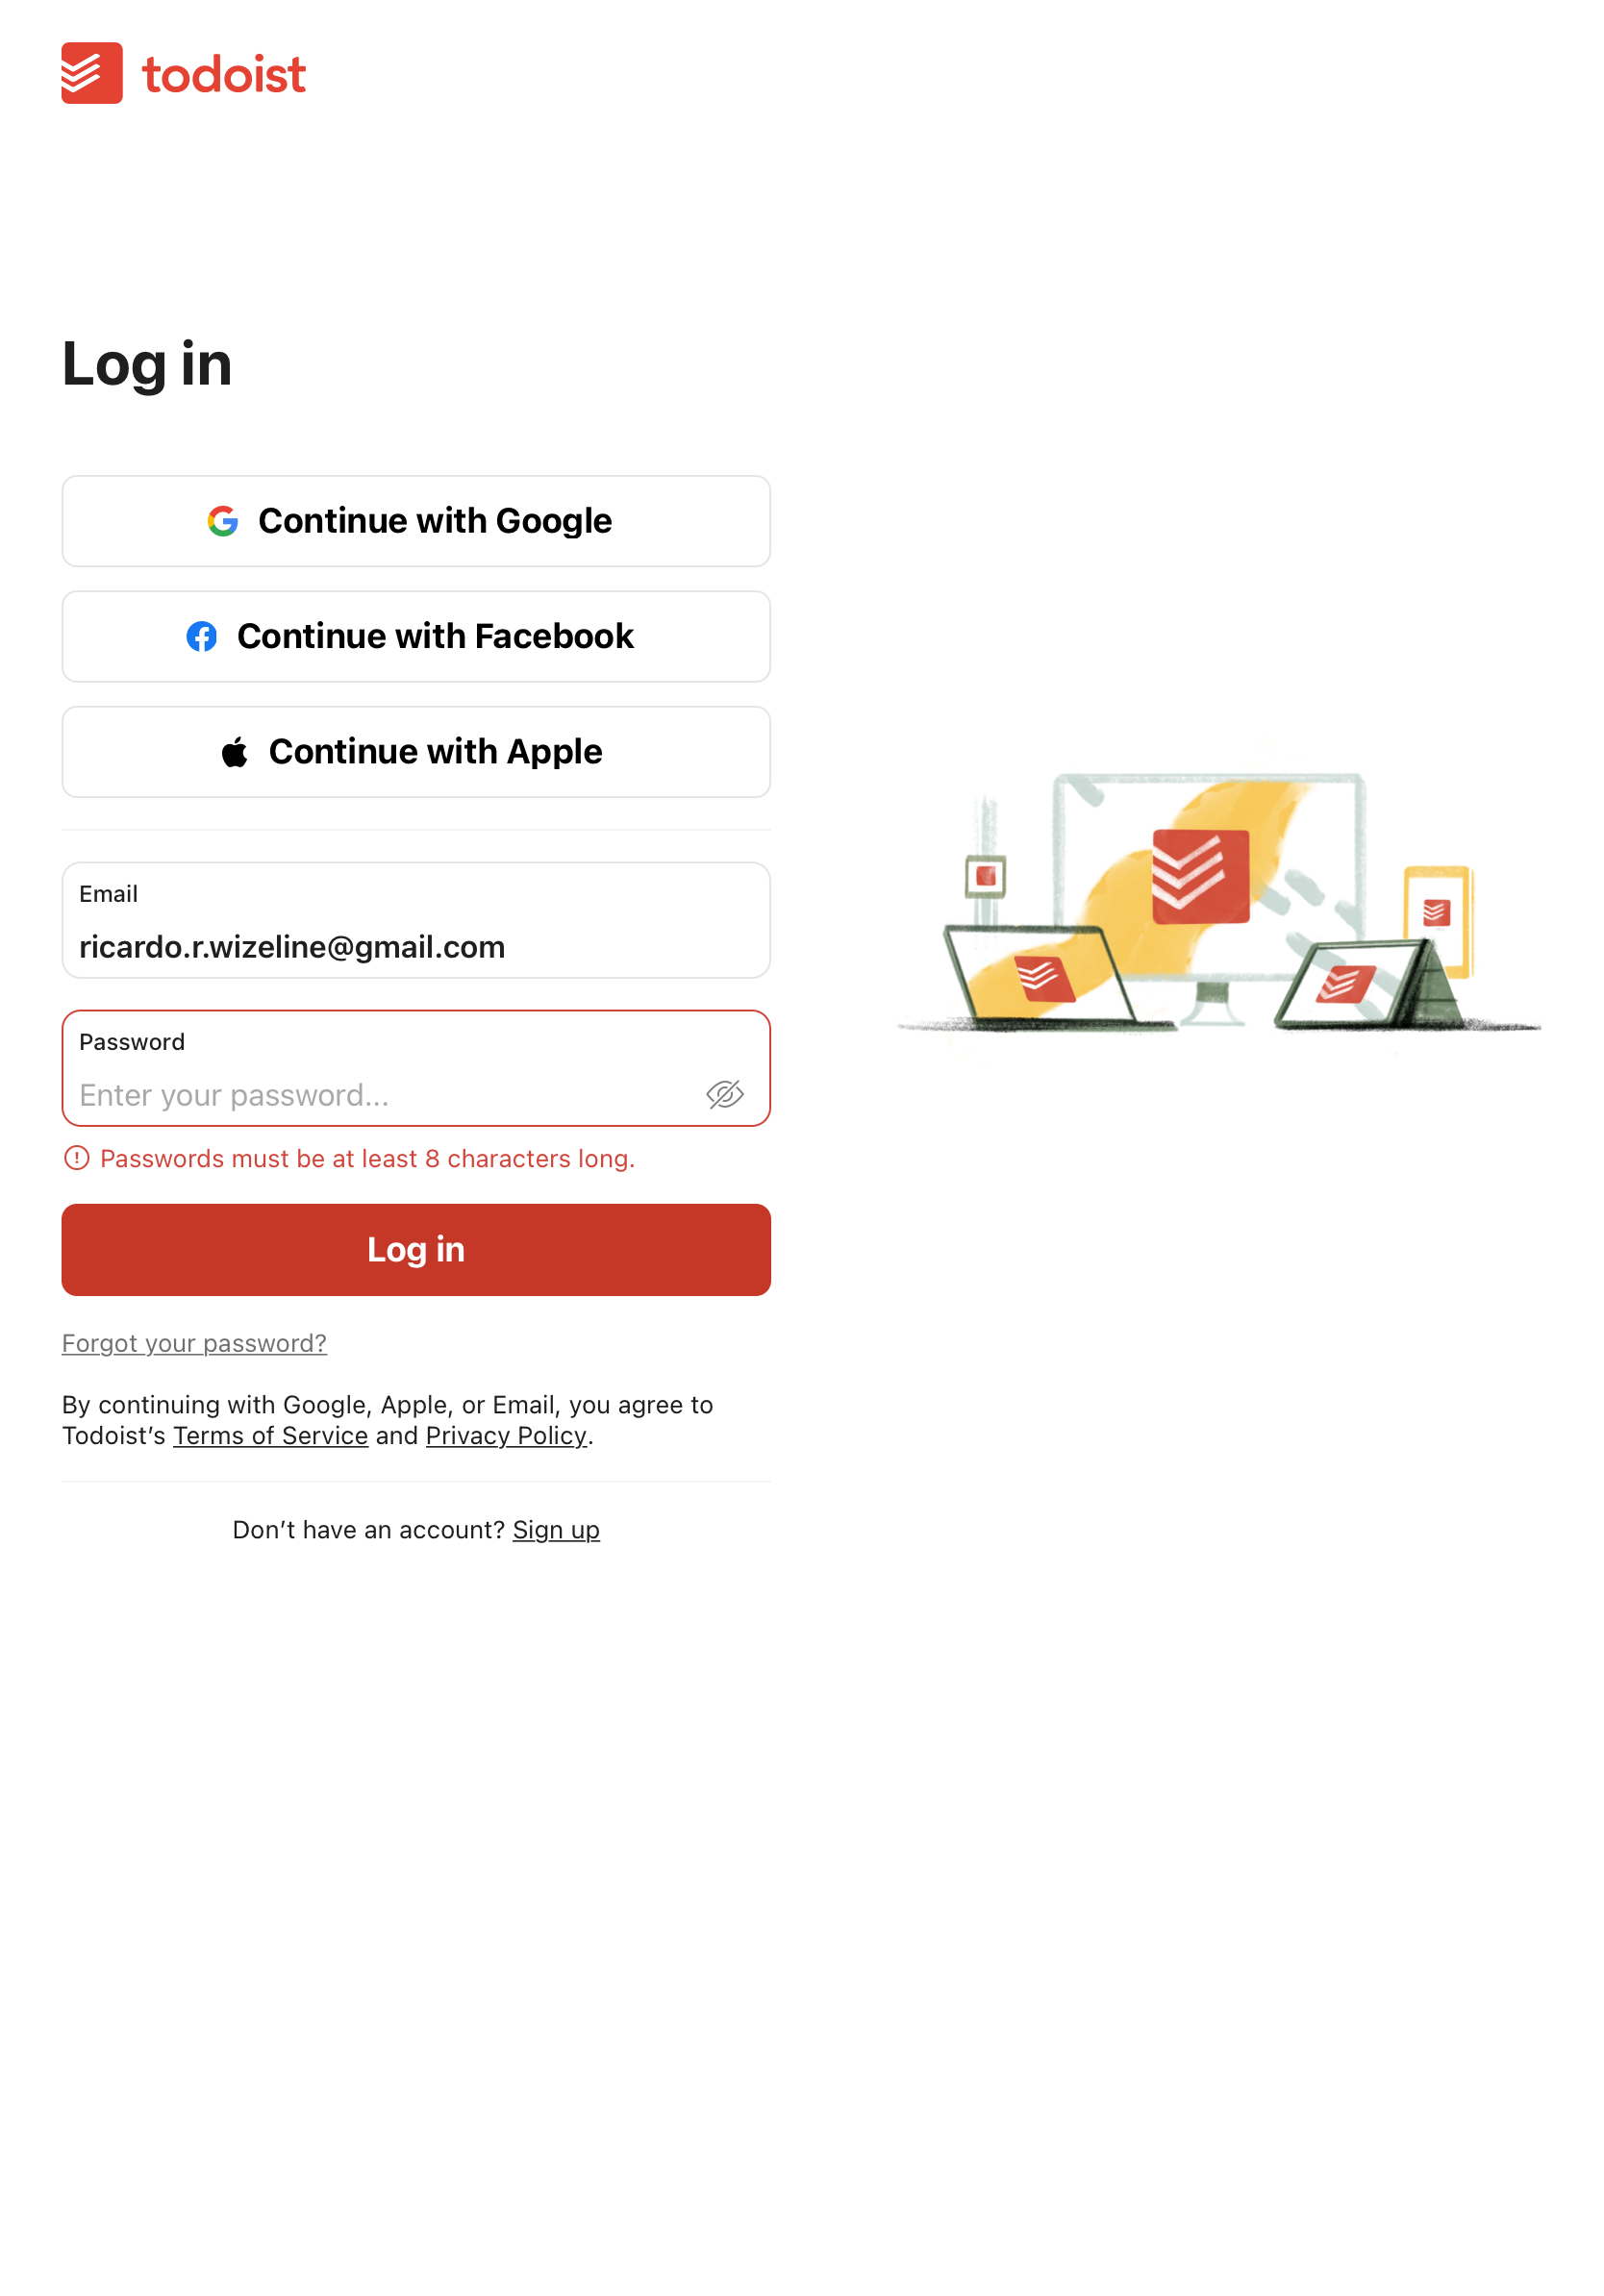 todoist
Log in
Continue with Google
Continue with Facebook
Continue with Apple
Email
ricardo.r.wizeline@gmail.com
Password
Enter your password...
Passwords must be at least 8 characters long.
Log in
Forgot your password?
By continuing with Google, Apple, or Email, you agree to
Todoist’s Terms of Service and Privacy Policy.
Don’t have an account? Sign up